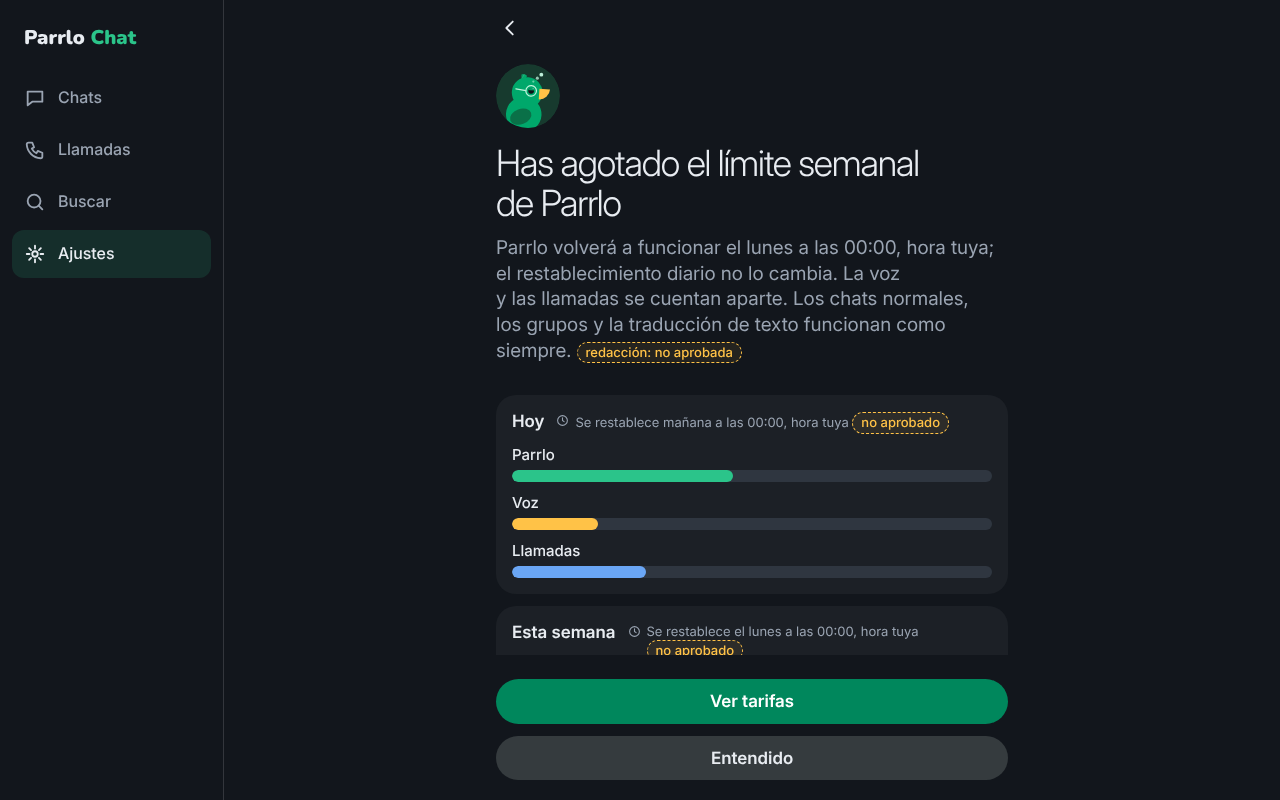 Parrlo Chat
Chats
Llamadas
Buscar
Ajustes
Has agotado el límite semanal
de Parrlo
Parrlo volverá a funcionar el lunes a las 00:00, hora tuya;
el restablecimiento diario no lo cambia. La voz
y las llamadas se cuentan aparte. Los chats normales,
los grupos y la traducción de texto funcionan como
siempre. redacción: no aprobada
Hoy Se restablece mañana a las 00:00, hora tuya no aprobado
Parrlo
Voz
Llamadas
Esta semana Se restablece el lunes a las 00:00, hora tuya
no aprobado
Ver tarifas
Entendido